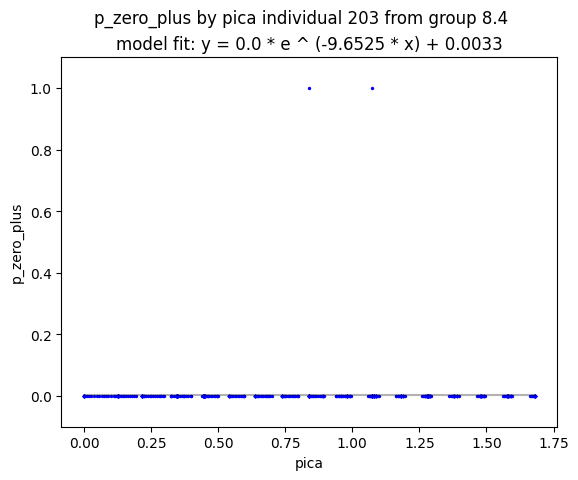 p_zero_plus by pica individual 203 from group 8.4
model fit: y = 0.0 * e ^ (-9.6525 * x) + 0.0033
1.0
0.8
0.6
0.4
0.2
0.0
p_zero_plus
0.00 0.25 0.50 0.75 1.00 1.25 1.50 1.75
pica